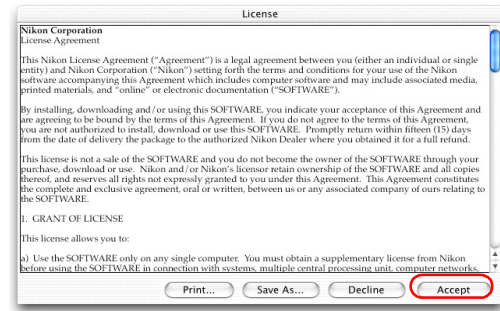 License
Nikon Corporation
License Agreement
This Nikon License Agreement (“Agreement”) is a legal agreement between you (either an individual or single
entity) and Nikon Corporation (“Nikon”) setting forth the terms and conditions for your use of the Nikon
software accompanying this Agreement which includes computer software and may include associated media,
printed materials, and “online” or electronic documentation (“SOFTWARE”).
By installing, downloading and/or using this SOFTWARE, you indicate your acceptance of this Agreement and
are agreeing to be bound by the terms of this Agreement. If you do not agree to the terms of this Agreement,
you are not authorized to install, download or use this SOFTWARE. Promptly return within fifteen (15) days
from the date of delivery the package to the authorized Nikon Dealer where you obtained it for a full refund.
This license is not a sale of the SOFTWARE and you do not become the owner of the SOFTWARE through your
purchase, download or use. Nikon and/or Nikon’s licensor retain ownership of the SOFTWARE and all copies
thereof, and reserves all rights not expressly granted to you under this Agreement. This Agreement constitutes
the complete and exclusive agreement, oral or written, between us or any associated company of ours relating to
the SOFTWARE.
1. GRANT OF LICENSE
This license allows you to:
a) Use the SOFTWARE only on any single computer. You must obtain a supplementary license from Nikon
before using the SOFTWARE in connection with systems, multiple central processing unit, computer networks,
Print... Save As... Decline Accept